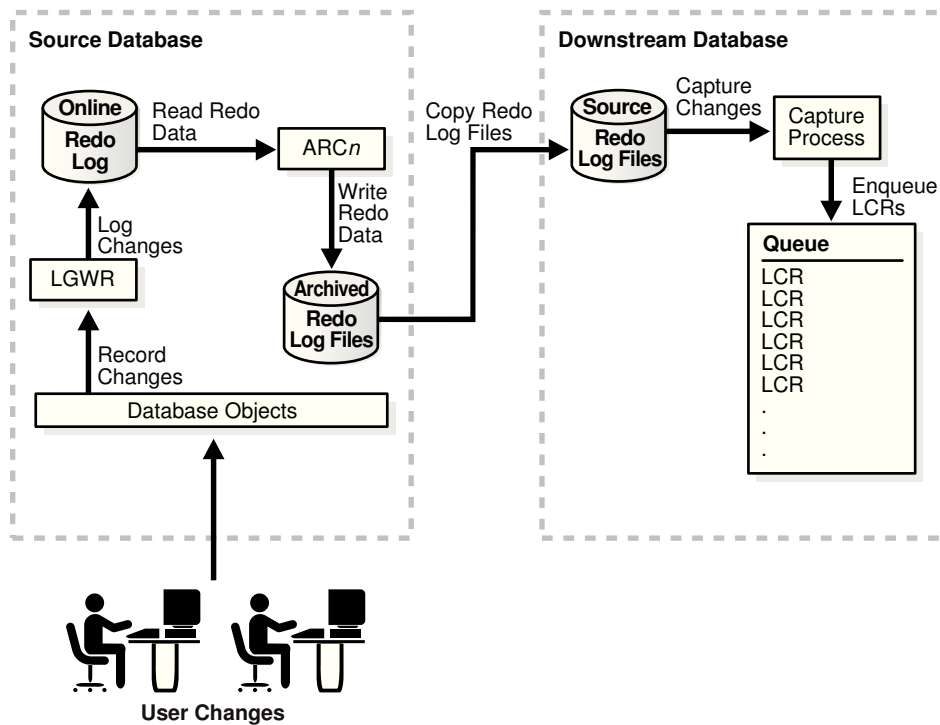 Source Database
Online
Redo
Log
Read Redo
Data
ARCn
Write
Redo
Data
Log
Changes
LGWR
Archived
Redo
Log Files
Record
Changes
Database Objects
User Changes
Copy Redo
Log Files
Downstream Database
Source
Redo
Log Files
Capture
Changes
Capture
Process
Enqueue
LCRs
Queue
LCR
LCR
LCR
LCR
LCR
LCR
.
.
.